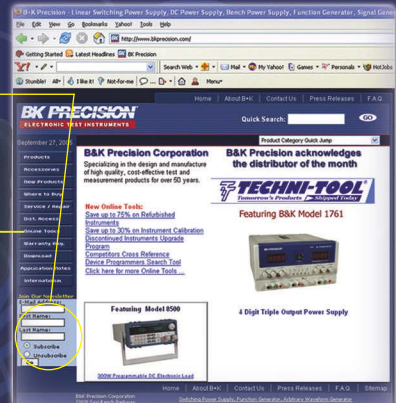 B-K Precision - Linear Switching Power Supply, DC Power Supply, Bench Power Supply, Function Generator, Signal Gener
File Edit View Go Bookmarks Yahoo! Tools Help
http://www.bkprecision.com/
Getting Started Latest Headlines BK Precision
Y! Search Web Mail My Yahoo! Games Personals HotJobs
Stumble! All I like it! Not-for-me Menu
Home | About B+K | Contact Us | Press Releases | F.A.Q
BK PRECISION
ELECTRONIC TEST INSTRUMENTS
Quick Search: GO
September 27, 2005
Product Category Quick Jump
Products
Accessories
New Products
Where to Buy
Service / Repair
Dist. Access
Online Tools
Warranty Reg.
Download
Application Notes
International
Join Our Newsletter
E-Mail Address:
First Name:
Last Name:
Subscribe
Unsubscribe
Go
B&K Precision Corporation
Specializing in the design and manufacture
of high quality, cost-effective test and
measurement products for over 50 years.
New Online Tools:
Save up to 75% on Refurbished
Instruments
Save up to 30% on Instrument Calibration
Discontinued Instruments Upgrade
Program
Competitors Cross Reference
Device Programmers Search Tool
Click here for more Online Tools ...
Featuring Model 8500
300W Programmable DC Electronic Load
B&K Precision acknowledges
the distributor of the month
TECHNI-TOOL
Tomorrow's Products Shipped Today
Featuring B&K Model 1761
4 Digit Triple Output Power Supply
Home | About B+K | Contact Us | Press Releases | F.A.Q | Sitemap
B&K Precision Corporation
Switching Power Supply, Function Generator, Arbitrary Waveform Generator